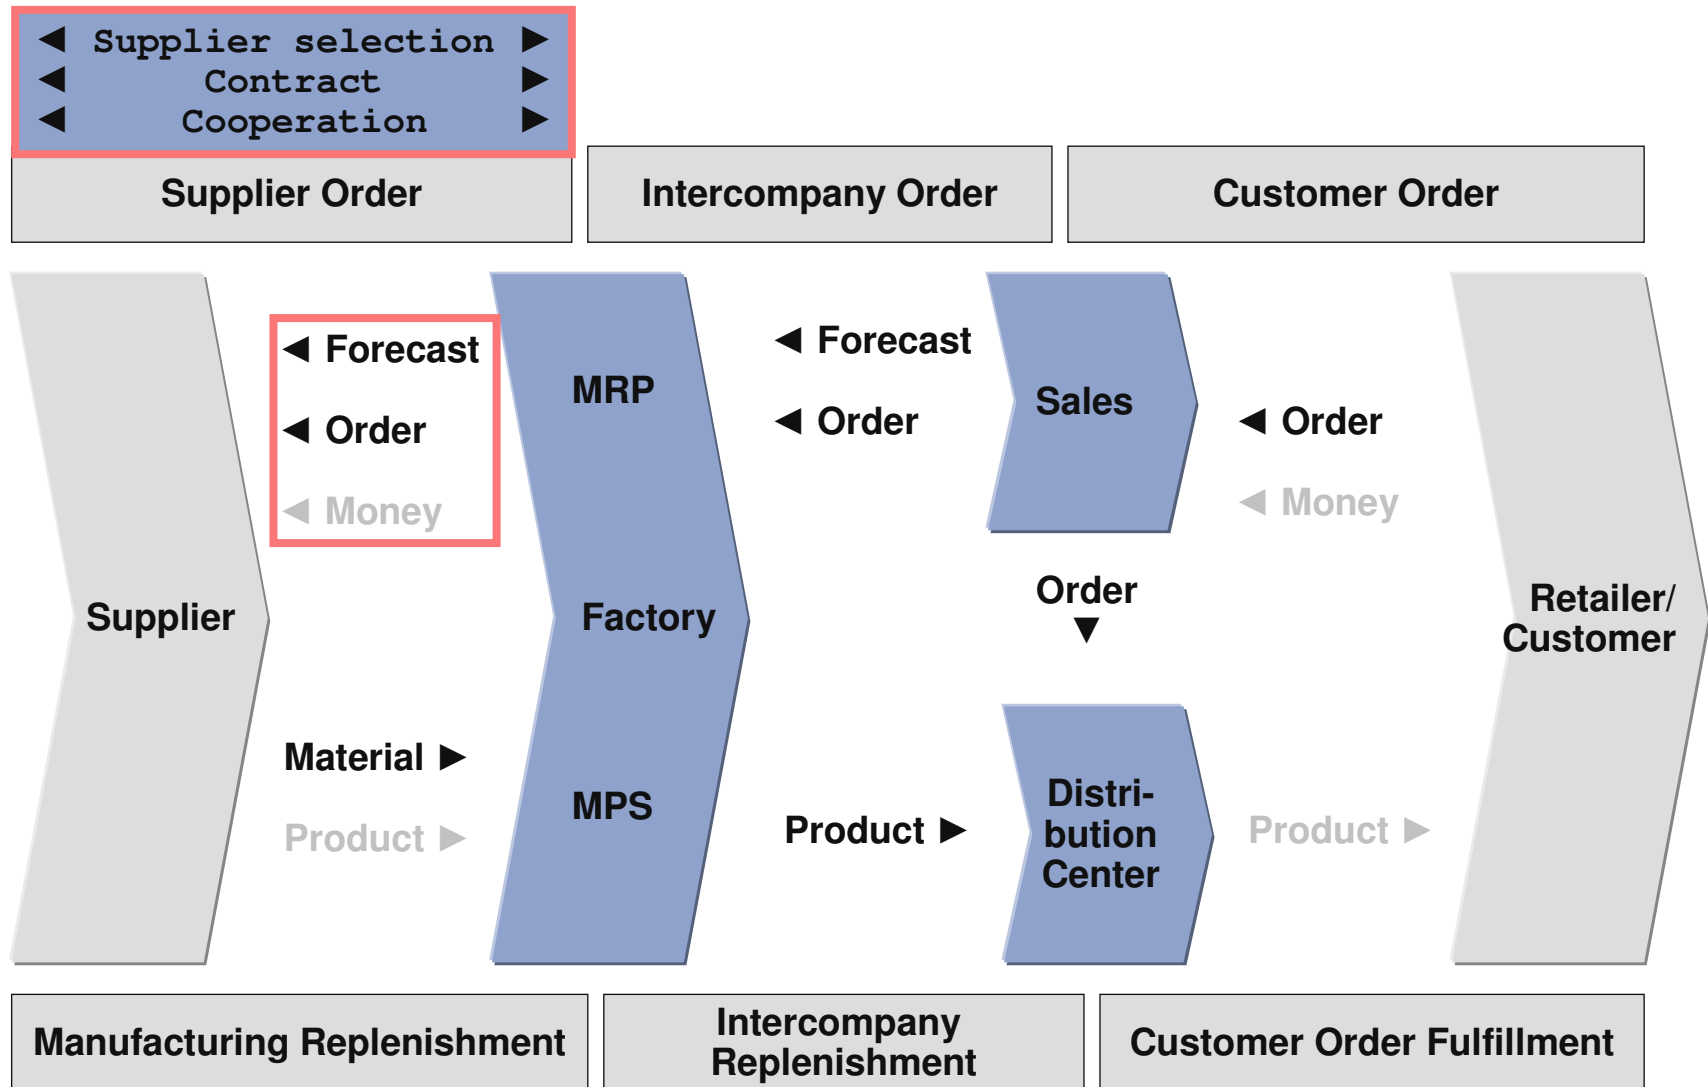 ◄ Supplier selection ►
◄ Contract ►
◄ Cooperation ►
Supplier Order
Intercompany Order
Customer Order
◄ Forecast
◄ Order
◄ Money
MRP
◄ Forecast
◄ Order
Sales
◄ Order
◄ Money
Supplier
Factory
Order
▼
Retailer/
Customer
Material ►
Product ►
MPS
Product ►
Distri-
bution
Center
Product ►
Manufacturing Replenishment
Intercompany
Replenishment
Customer Order Fulfillment